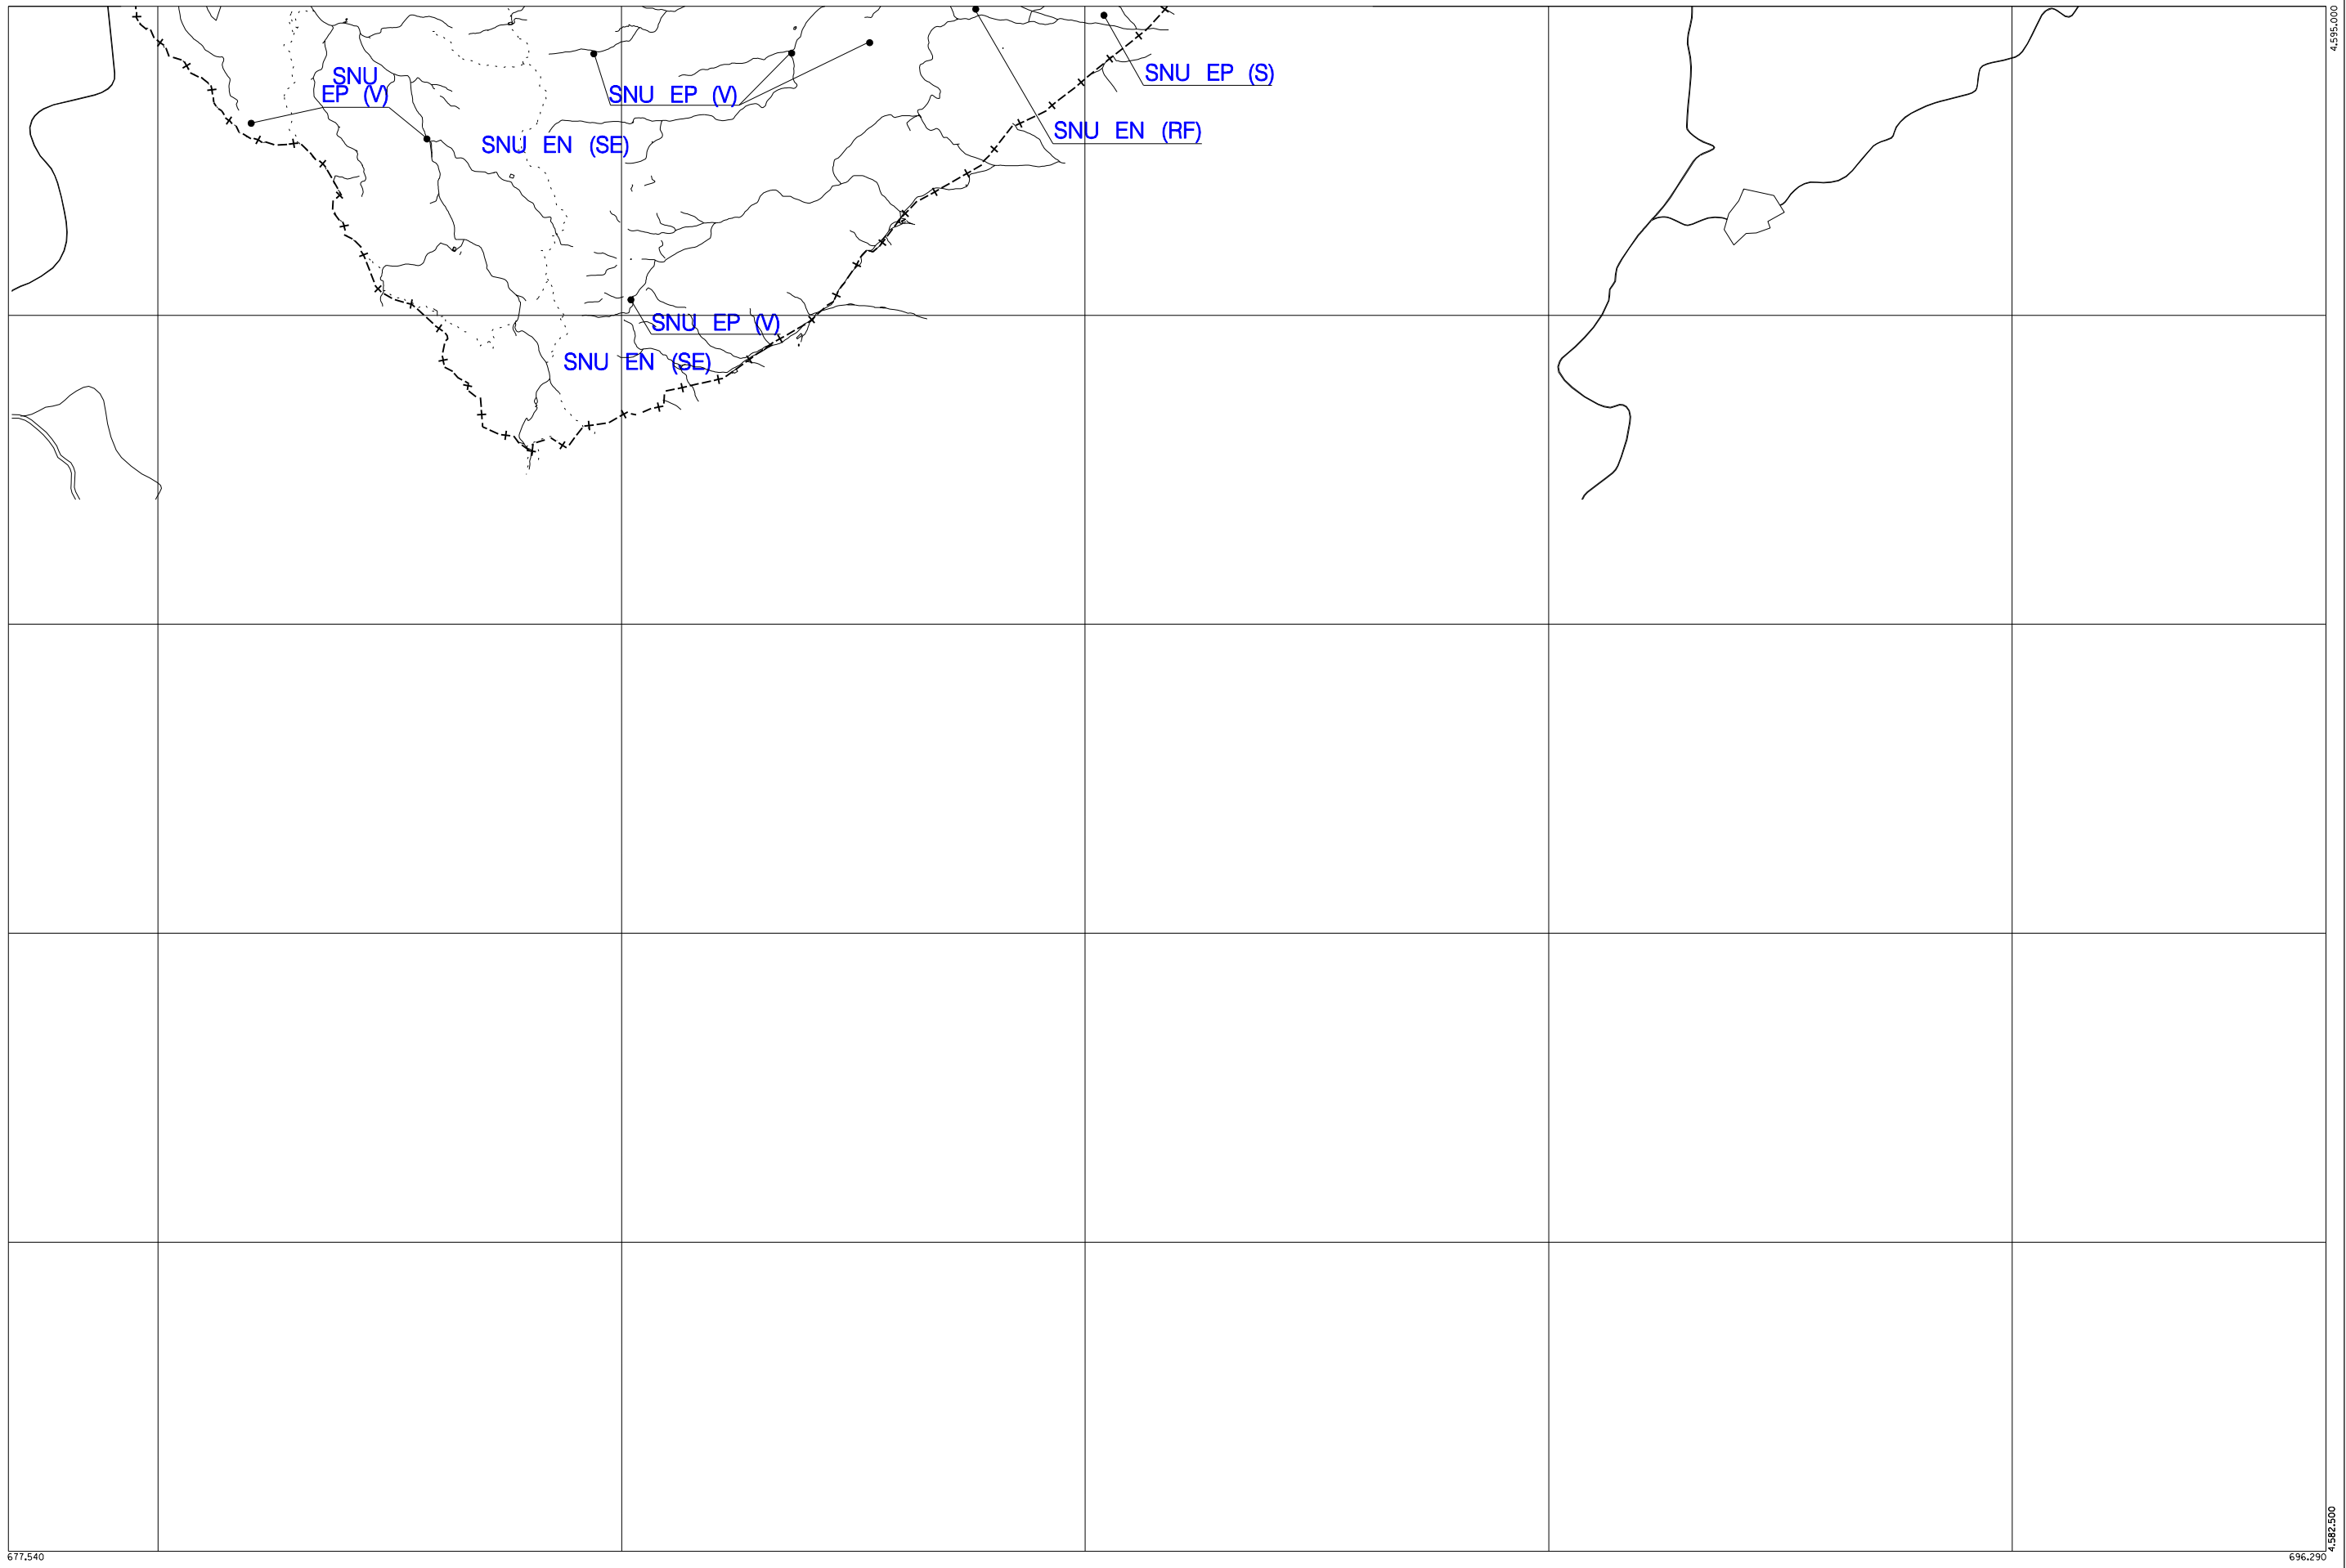 4.595.000
SNU EP (S)
SNU
EP (V)
SNU EP (V)
SNU EN (RF)
SNU EN (SE)
SNU EP (V)
SNU EN (SE)
4.582.500
677.540
696.290